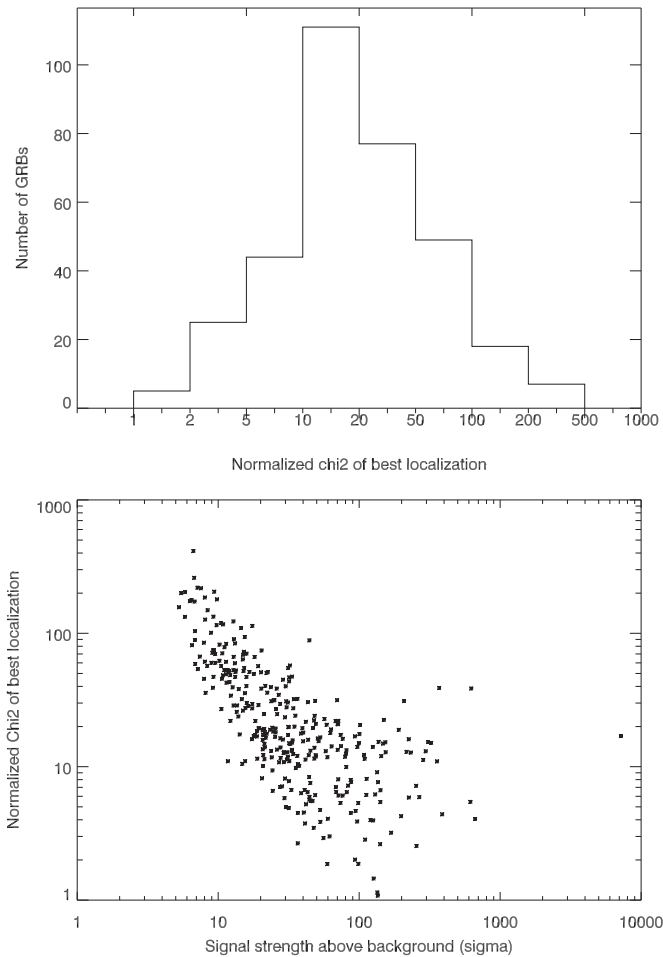 100
80
60
40
20
0
Number of GRBs
1 2 5 10 20 50 100 200 500 1000
Normalized chi2 of best localization
1000
100
10
1
Normalized Chi2 of best localization
1 10 100 1000 10000
Signal strength above background (sigma)